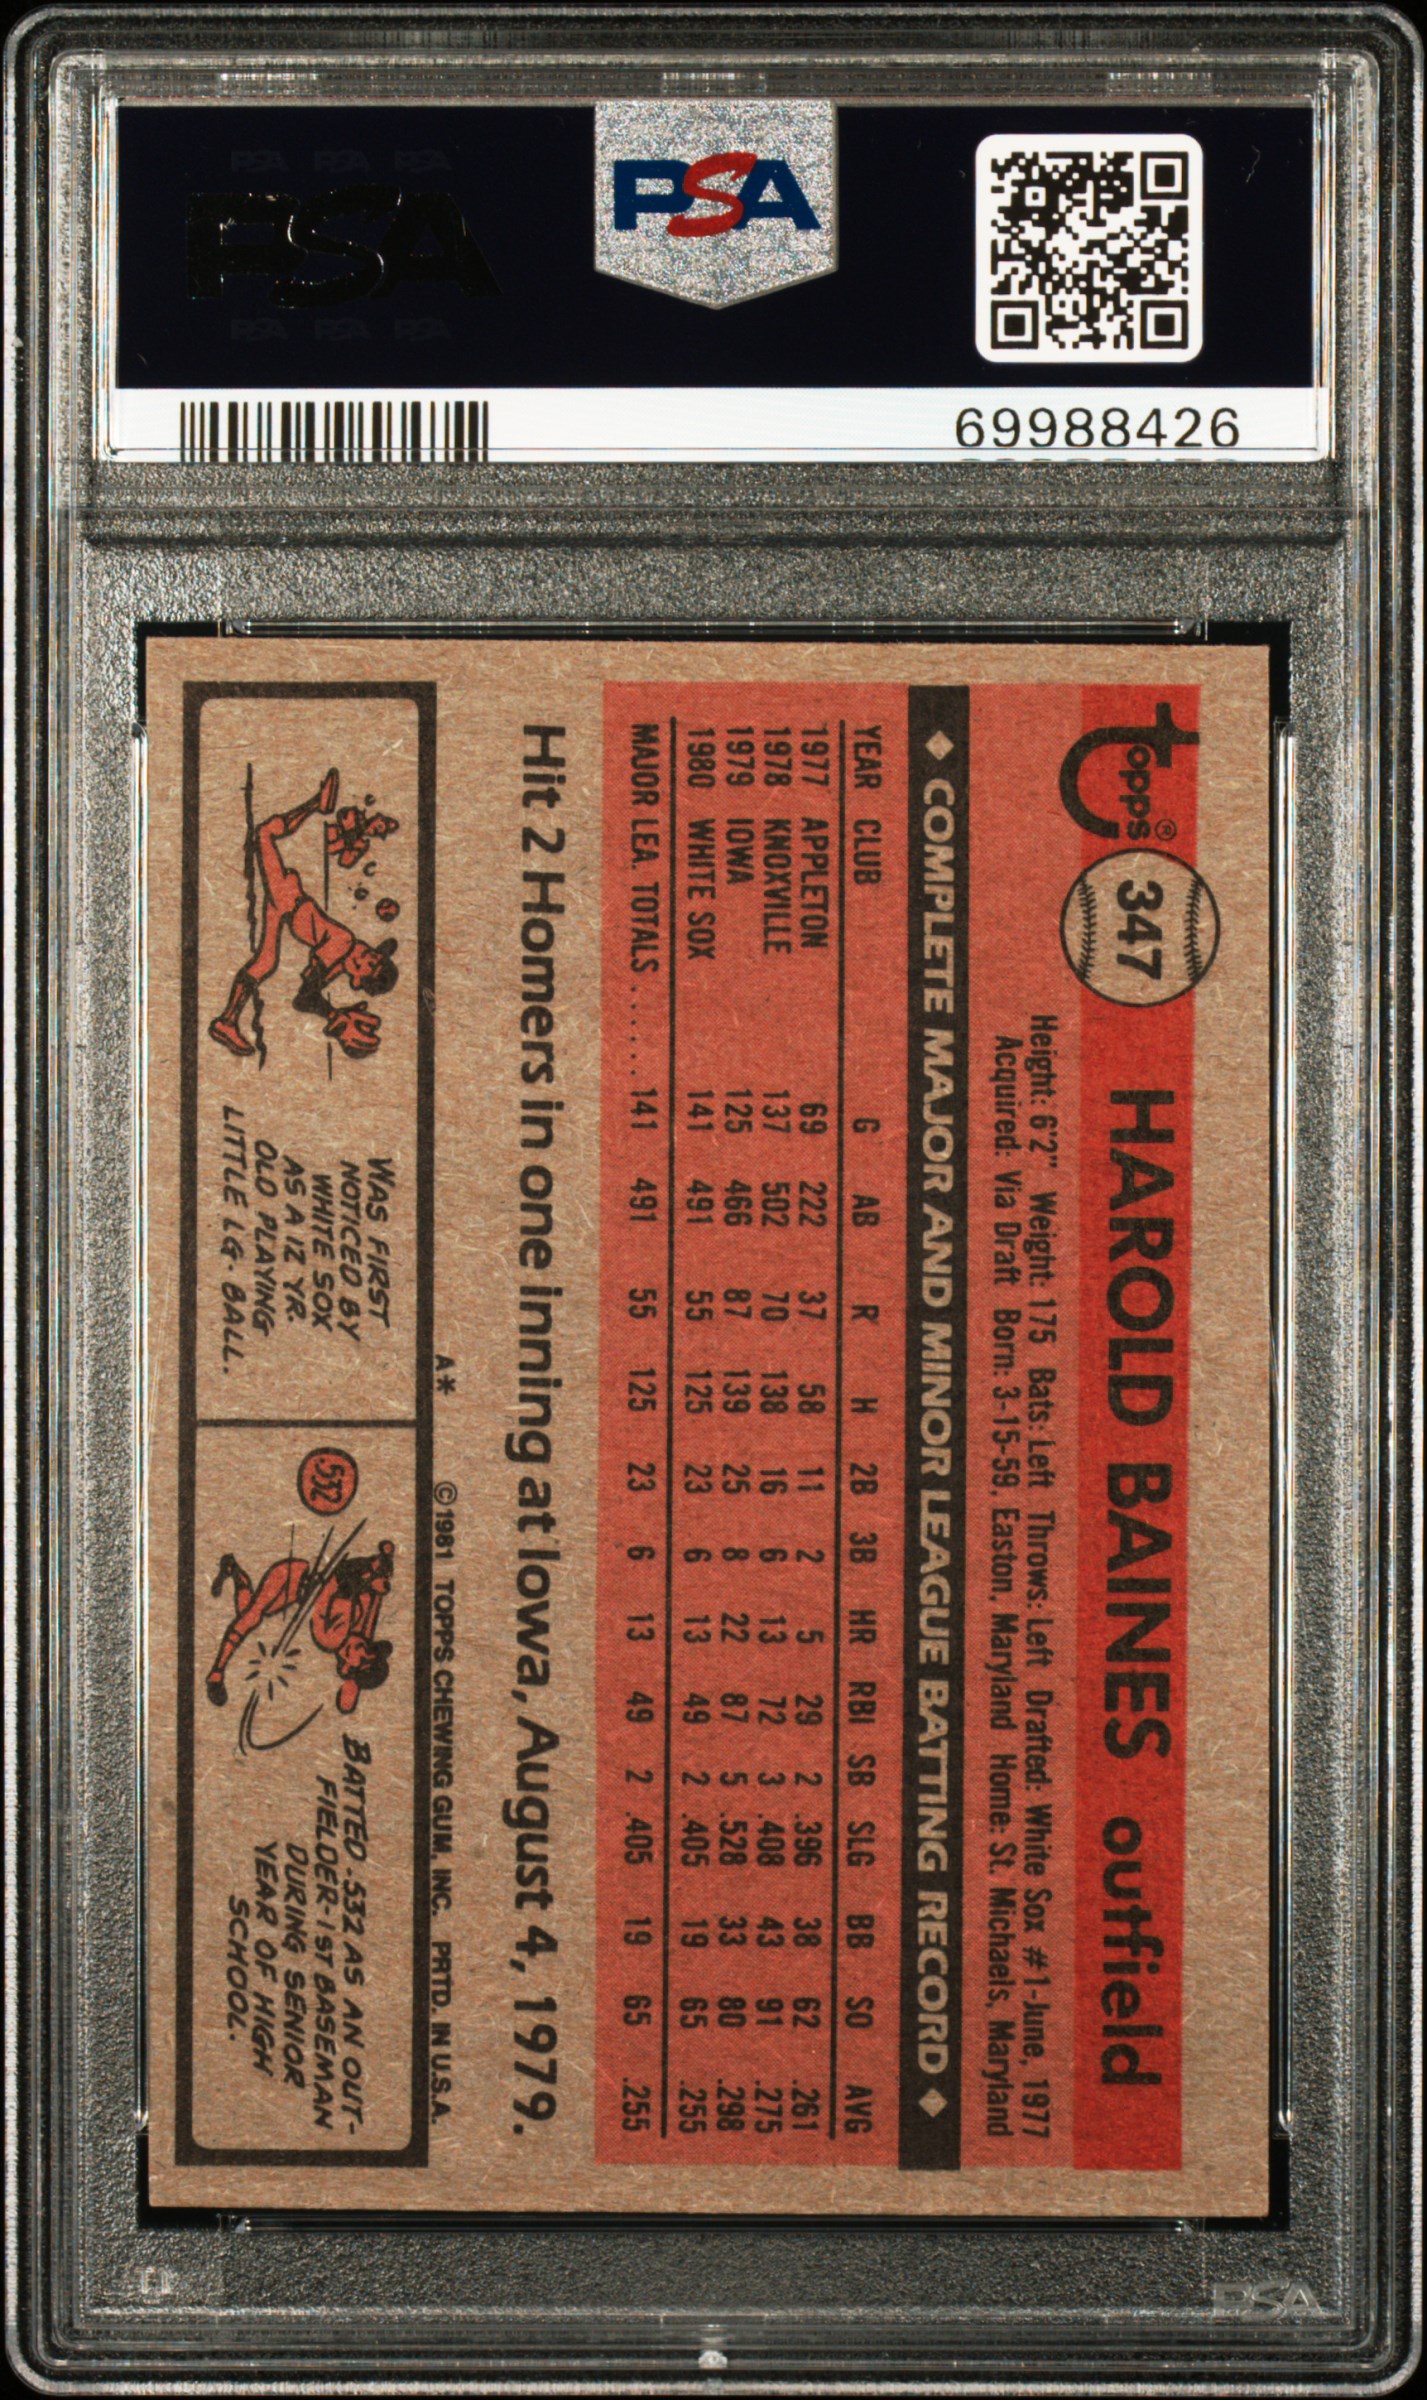 PSA
PSA PSA PSA
PSA
PSA PSA PSA
69988426
Topps®
347
HAROLD BAINES outfield
Height: 6'2" Weight: 175 Bats: Left Throws: Left Drafted: White Sox #1-June, 1977
Acquired: Via Draft Born: 3-15-59, Easton, Maryland Home: St. Michaels, Maryland
◆ COMPLETE MAJOR AND MINOR LEAGUE BATTING RECORD ◆
YEAR CLUB G AB R H 2B 3B HR RBI SB SLG BB SO AVG
1977 APPLETON 69 222 37 58 11 2 5 29 2 .396 38 62 .261
1978 KNOXVILLE 137 502 70 138 16 6 13 72 3 .408 43 91 .275
1979 IOWA 125 466 87 139 25 8 22 87 5 .528 33 80 .298
1980 WHITE SOX 141 491 55 125 23 6 13 49 2 .405 19 65 .255
MAJOR LEA. TOTALS ...... 141 491 55 125 23 6 13 49 2 .405 19 65 .255
Hit 2 Homers in one inning at Iowa, August 4, 1979.
A* ©1981 TOPPS CHEWING GUM, INC. PRTD. IN U.S.A.
WAS FIRST
NOTICED BY
WHITE SOX
AS A 12 YR.
OLD PLAYING
LITTLE LG. BALL.
.532
BATTED .532 AS AN OUT-
FIELDER-1ST BASEMAN
DURING SENIOR
YEAR OF HIGH
SCHOOL.
PSA